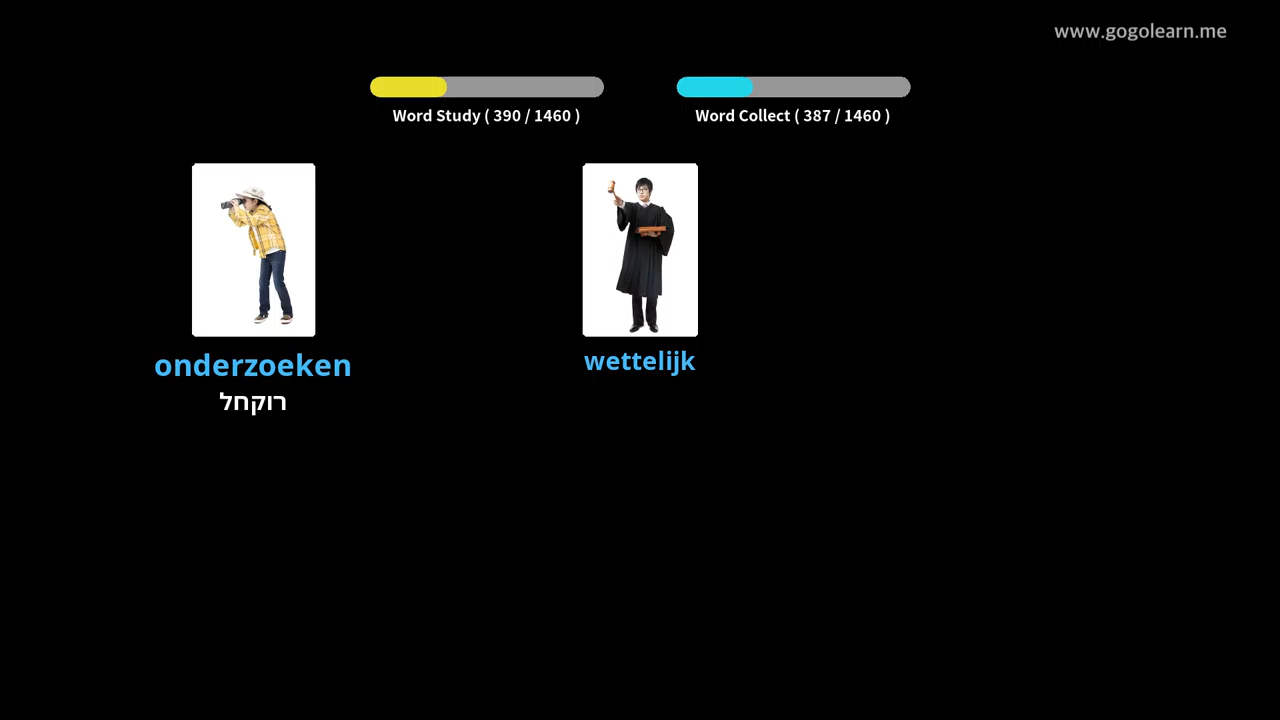 www.gogolearn.me
Word Study ( 390 / 1460 )
Word Collect ( 387 / 1460 )
onderzoeken
רוקחל
wettelijk